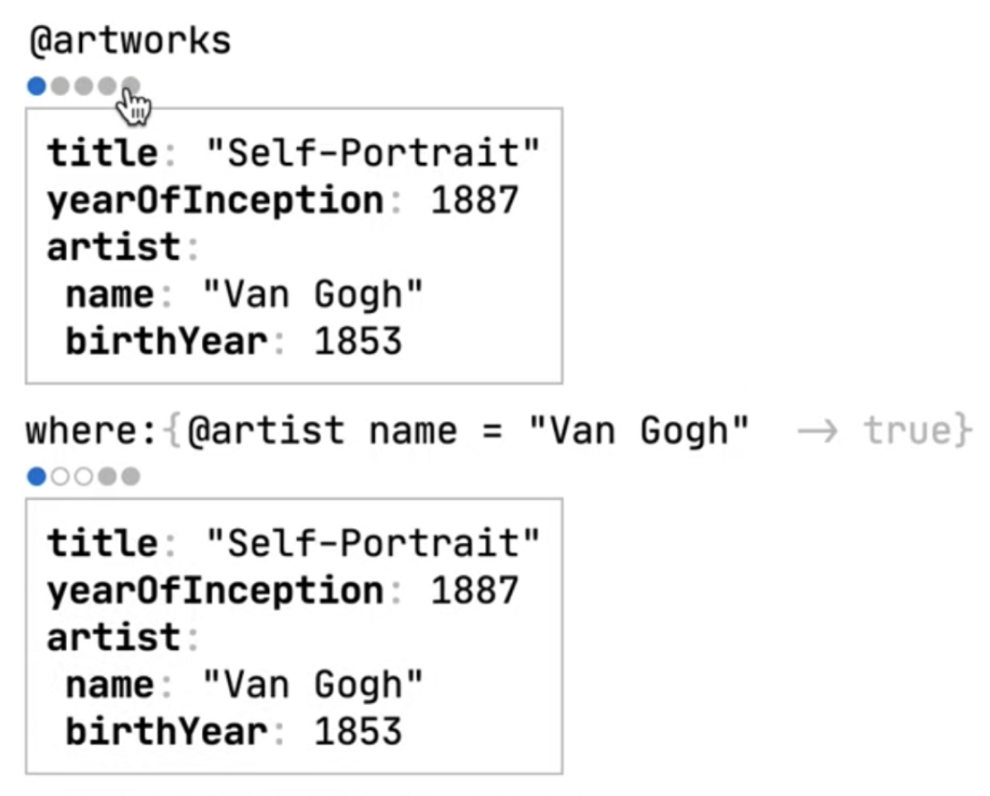 @artworks
title: "Self-Portrait"
yearOfInception: 1887
artist:
name: "Van Gogh"
birthYear: 1853
where:{@artist name = "Van Gogh" → true}
title: "Self-Portrait"
yearOfInception: 1887
artist:
name: "Van Gogh"
birthYear: 1853